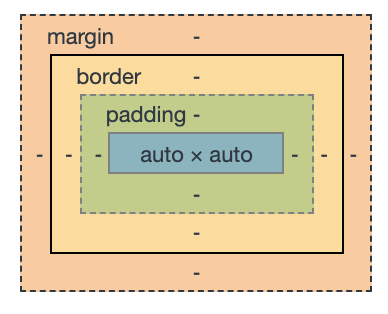 margin -
border -
padding -
- - - auto × auto - - -
-
-
-